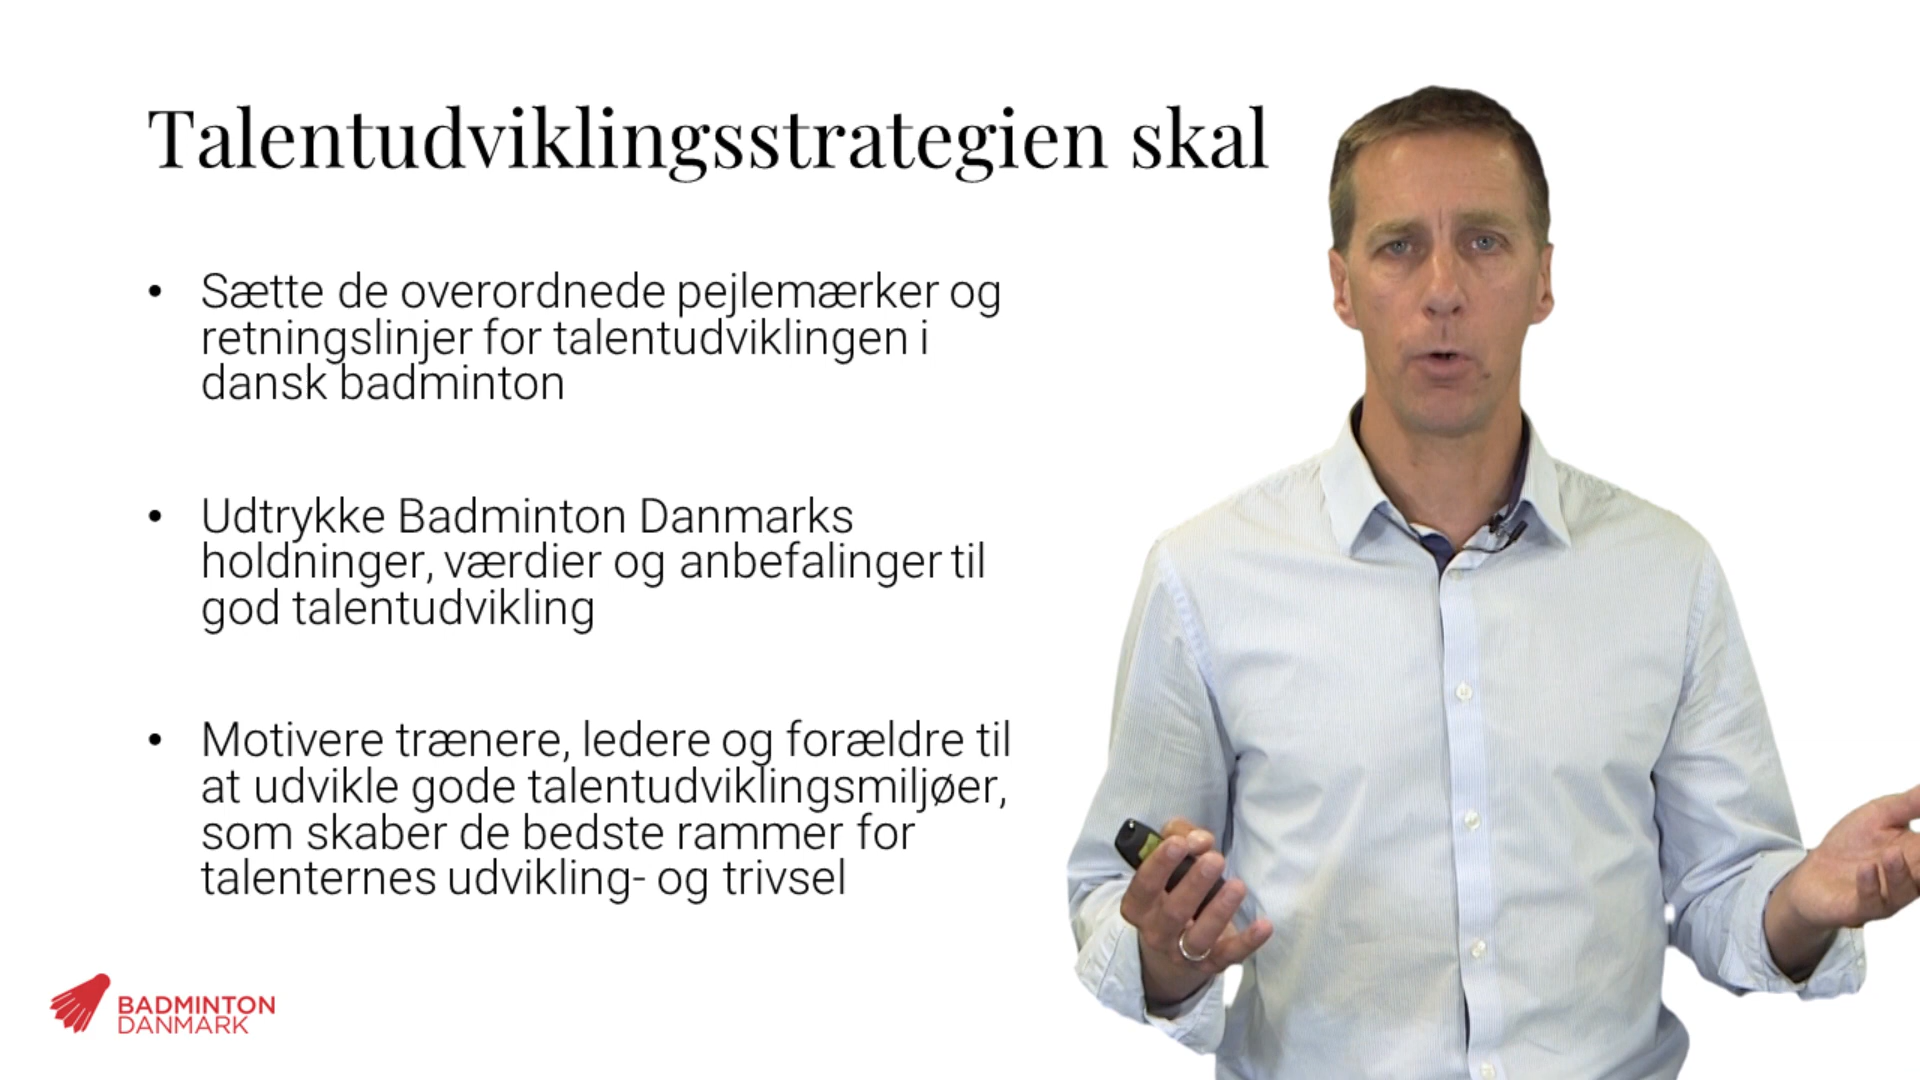 Talentudviklingsstrategien skal
• Sætte de overordnede pejlemærker og
retningslinjer for talentudviklingen i
dansk badminton
• Udtrykke Badminton Danmarks
holdninger, værdier og anbefalinger til
god talentudvikling
• Motivere trænere, ledere og forældre til
at udvikle gode talentudviklingsmiljøer,
som skaber de bedste rammer for
talenternes udvikling- og trivsel
BADMINTON
DANMARK